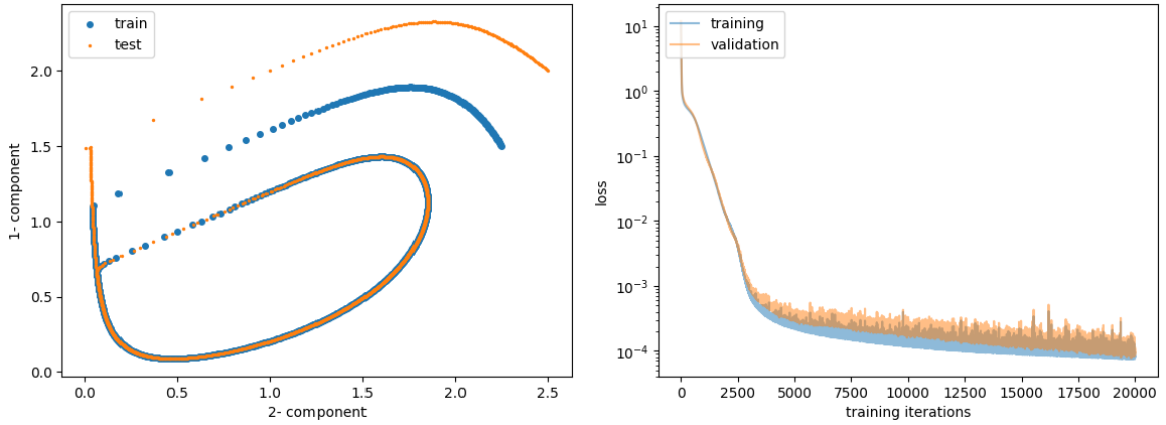 train
test
2.0
1.5
1.0
0.5
0.0
1- component
0.0 0.5 1.0 1.5 2.0 2.5
2- component
training
validation
10¹
10⁰
10⁻¹
10⁻²
10⁻³
10⁻⁴
loss
0 2500 5000 7500 10000 12500 15000 17500 20000
training iterations